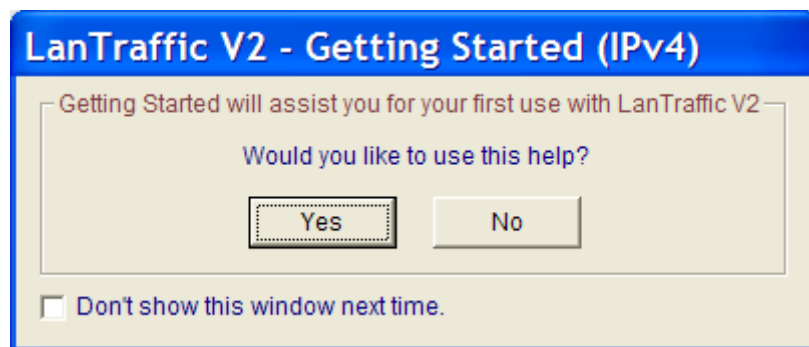 LanTraffic V2 - Getting Started (IPv4)
Getting Started will assist you for your first use with LanTraffic V2
Would you like to use this help?
Yes
No
Don't show this window next time.